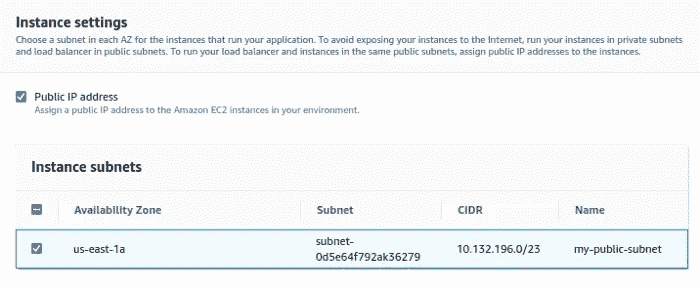 Instance settings
Choose a subnet in each AZ for the instances that run your application. To avoid exposing your instances to the Internet, run your instances in private subnets
and load balancer in public subnets. To run your load balancer and instances in the same public subnets, assign public IP addresses to the instances.
Public IP address
Assign a public IP address to the Amazon EC2 instances in your environment.
Instance subnets
Availability Zone Subnet CIDR Name
us-east-1a subnet- 10.132.196.0/23 my-public-subnet
0d5e64f792ak36279